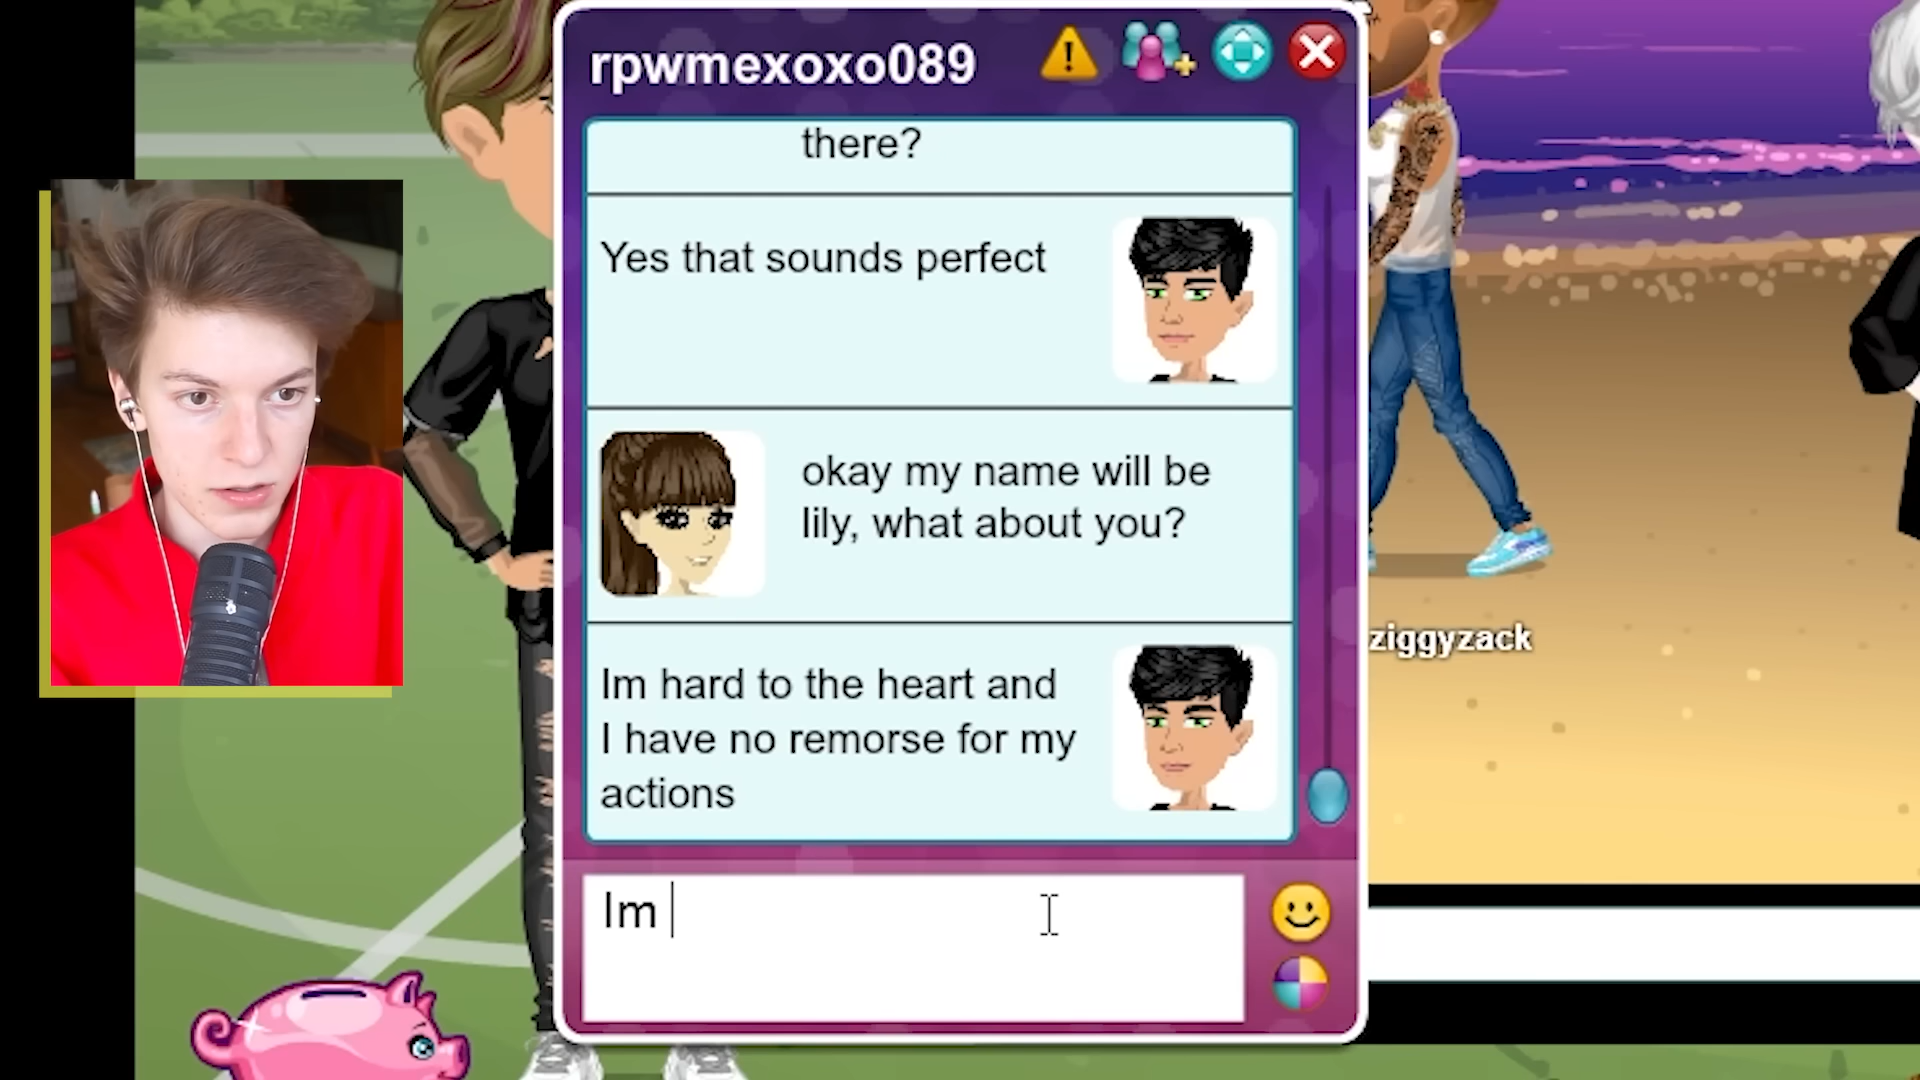 rpwmexoxo089
there?
Yes that sounds perfect
okay my name will be
lily, what about you?
Im hard to the heart and
I have no remorse for my
actions
Im
ziggyzack